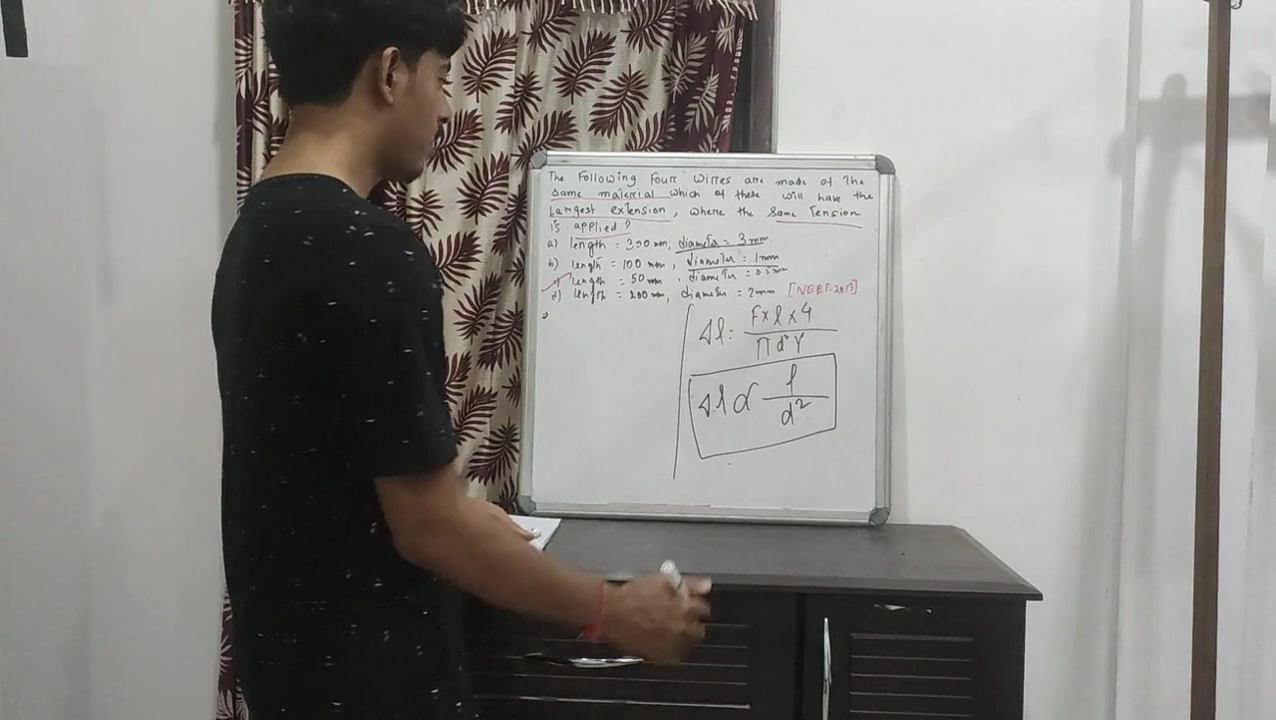 The Following Four Wires are made of The
Same material which of these will have the
Largest extension, where the Same Tension
is applied?
a) length = 300 mm, diameter = 3 mm
b) length = 100 mm, diameter = 1 mm
c) length = 50 mm, diameter = 0.5 mm
d) length = 200 mm, diameter = 2 mm [NEET-2013]
Δl = F×l×4
πd²Y
Δl ∝ l
d²